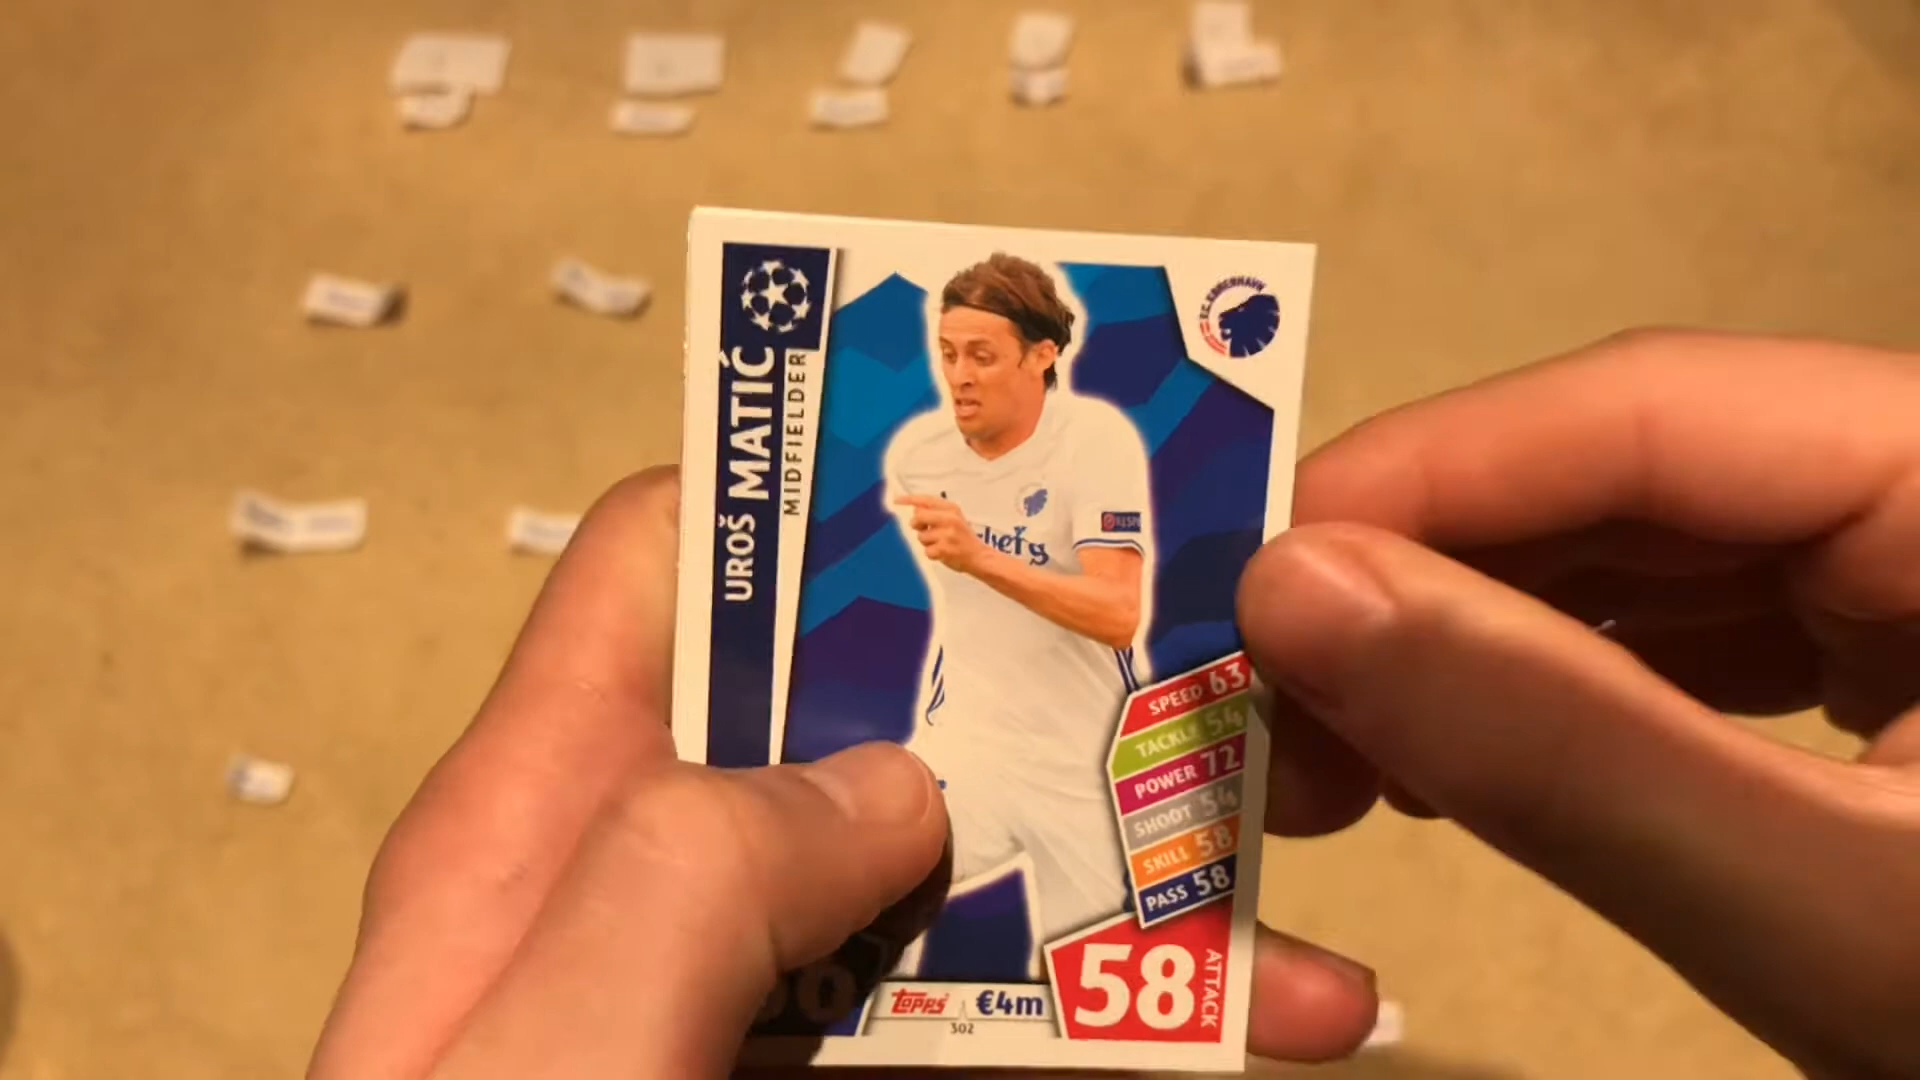 UROŠ MATIĆ
MIDFIELDER
F.C. KØBENHAVN
SPEED 63
TACKLE 54
POWER 72
SHOOT 54
SKILL 58
PASS 58
58
ATTACK
TOPPS
€4m
302